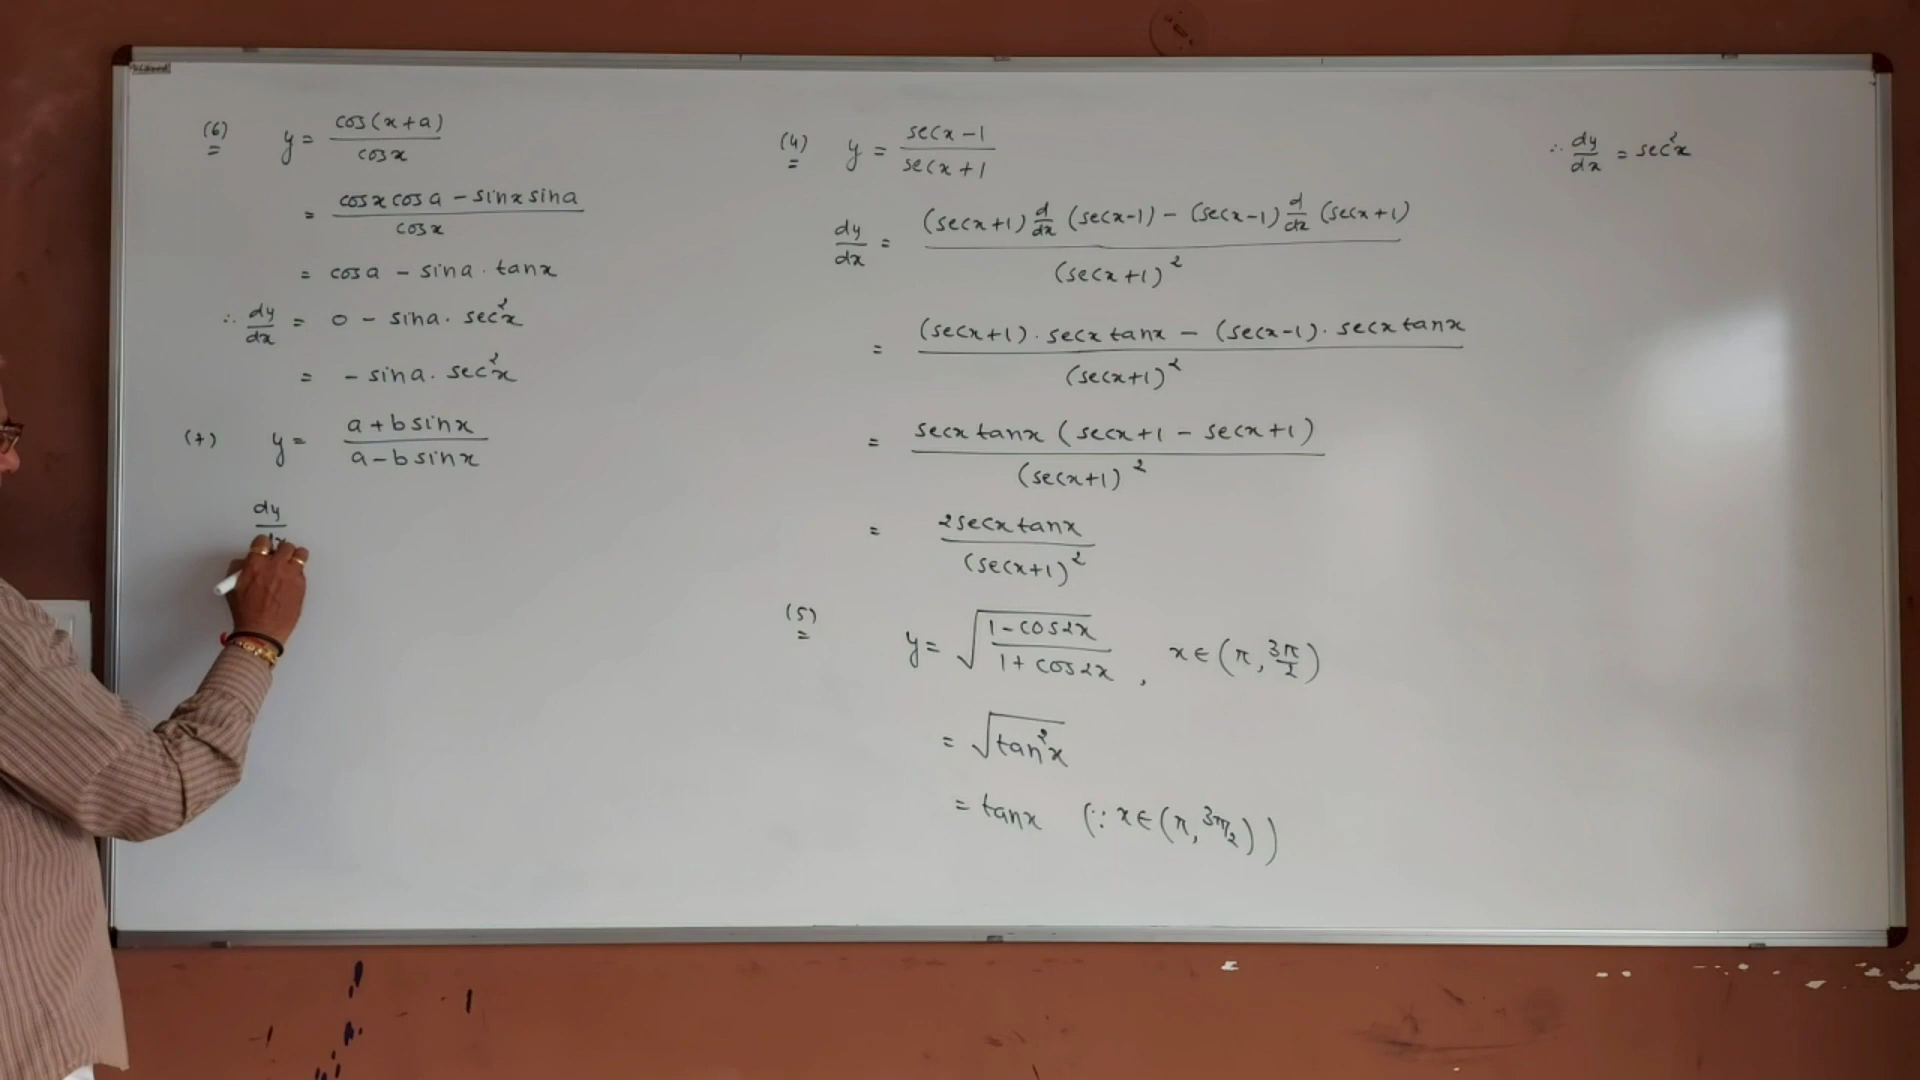 (6) y = cos(x+a) / cosx
= cosx cosa - sinx sina / cosx
= cosa - sina . tanx
∴ dy/dx = 0 - sina . sec²x
= - sina . sec²x
(7) y = a + b sinx / a - b sinx
dy/dx
(4) y = secx - 1 / secx + 1
dy/dx = (secx+1) d/dx (secx-1) - (secx-1) d/dx (secx+1) / (secx+1)²
= (secx+1) . secx tanx - (secx-1) . secx tanx / (secx+1)²
= secx tanx (secx+1 - secx+1) / (secx+1)²
= 2secx tanx / (secx+1)²
(5) y = √(1-cos2x / 1+cos2x) , x ∈ (π, 3π/2)
= √tan²x
= tanx (∵ x ∈ (π, 3π/2))
∴ dy/dx = sec²x